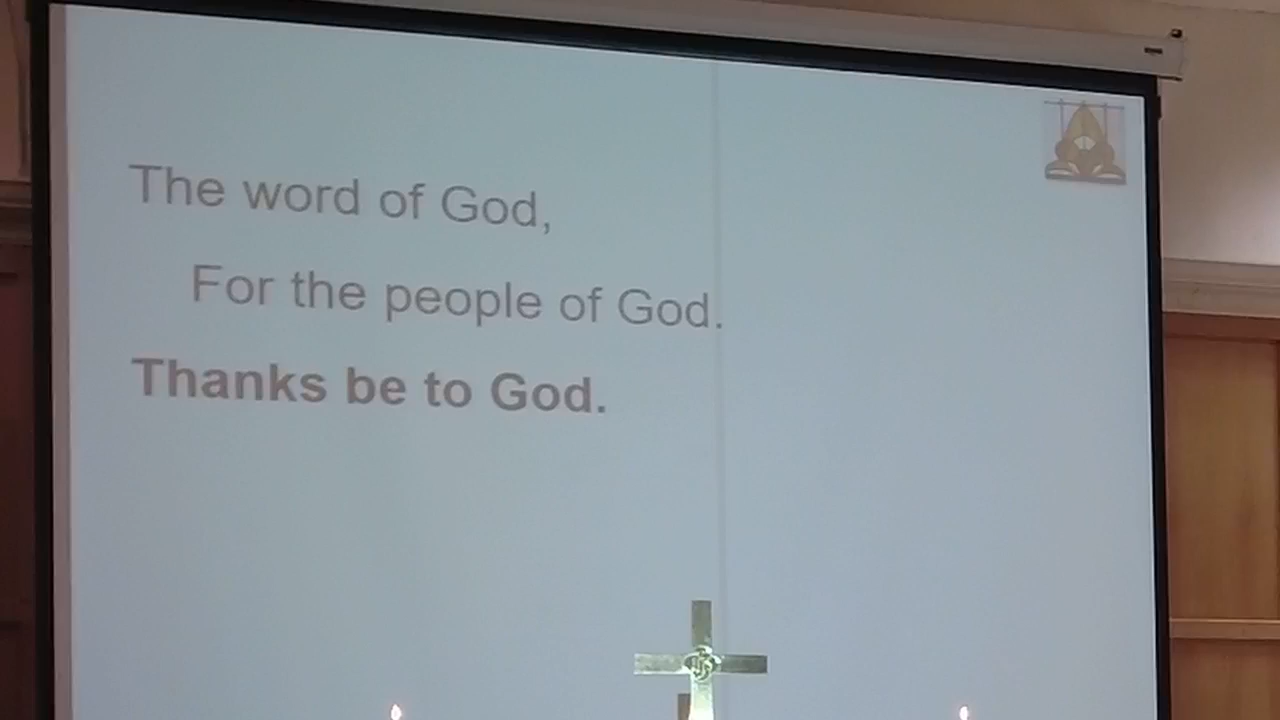 The word of God,
For the people of God.
Thanks be to God.